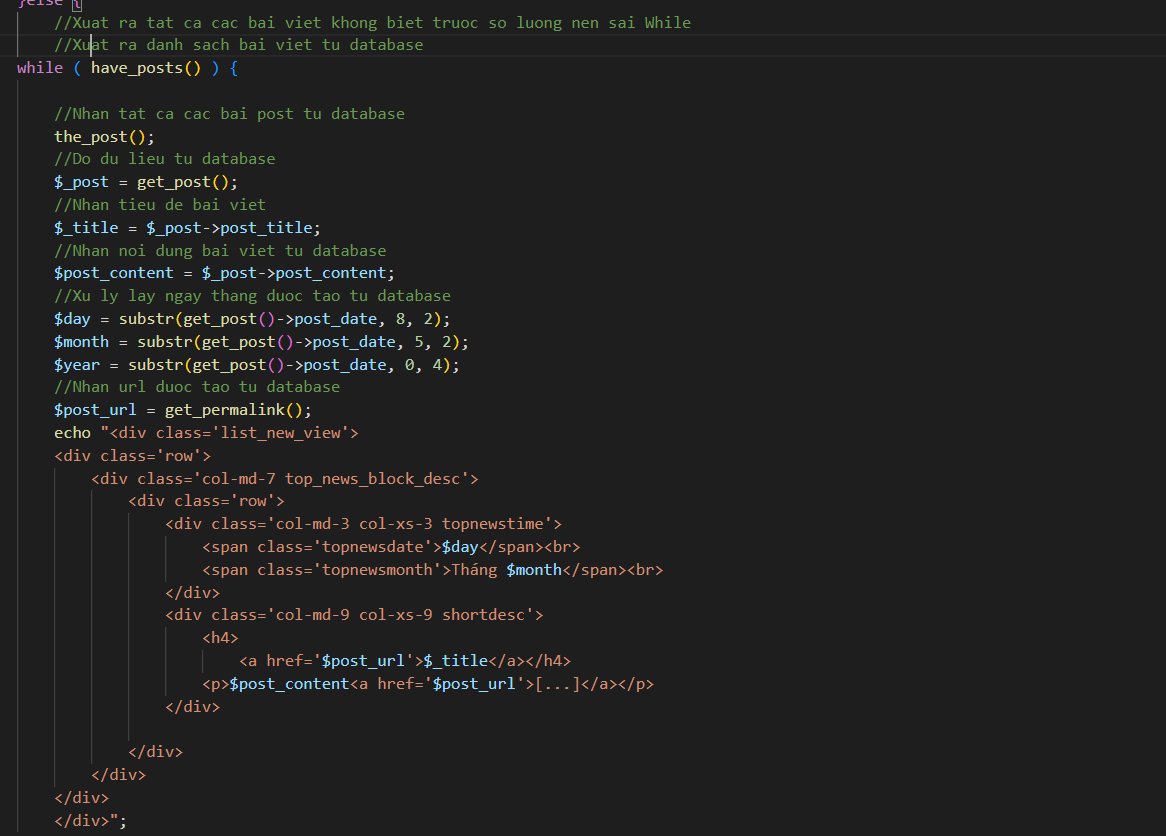 }else {
//Xuat ra tat ca cac bai viet khong biet truoc so luong nen sai While
//Xuat ra danh sach bai viet tu database
while ( have_posts() ) {
//Nhan tat ca cac bai post tu database
the_post();
//Do du lieu tu database
$_post = get_post();
//Nhan tieu de bai viet
$_title = $_post->post_title;
//Nhan noi dung bai viet tu database
$post_content = $_post->post_content;
//Xu ly lay ngay thang duoc tao tu database
$day = substr(get_post()->post_date, 8, 2);
$month = substr(get_post()->post_date, 5, 2);
$year = substr(get_post()->post_date, 0, 4);
//Nhan url duoc tao tu database
$post_url = get_permalink();
echo "<div class='list_new_view'>
<div class='row'>
<div class='col-md-7 top_news_block_desc'>
<div class='row'>
<div class='col-md-3 col-xs-3 topnewstime'>
<span class='topnewsdate'>$day</span><br>
<span class='topnewsmonth'>Tháng $month</span><br>
</div>
<div class='col-md-9 col-xs-9 shortdesc'>
<h4>
<a href='$post_url'>$_title</a></h4>
<p>$post_content<a href='$post_url'>[...]</a></p>
</div>
</div>
</div>
</div>
</div>";